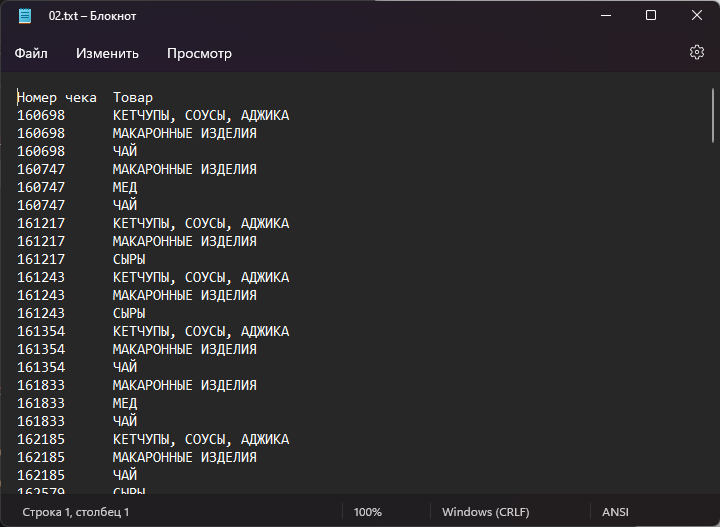 02.txt – Блокнот
Файл Изменить Просмотр
Номер чека Товар
160698 КЕТЧУПЫ, СОУСЫ, АДЖИКА
160698 МАКАРОННЫЕ ИЗДЕЛИЯ
160698 ЧАЙ
160747 МАКАРОННЫЕ ИЗДЕЛИЯ
160747 МЕД
160747 ЧАЙ
161217 КЕТЧУПЫ, СОУСЫ, АДЖИКА
161217 МАКАРОННЫЕ ИЗДЕЛИЯ
161217 СЫРЫ
161243 КЕТЧУПЫ, СОУСЫ, АДЖИКА
161243 МАКАРОННЫЕ ИЗДЕЛИЯ
161243 СЫРЫ
161354 КЕТЧУПЫ, СОУСЫ, АДЖИКА
161354 МАКАРОННЫЕ ИЗДЕЛИЯ
161354 ЧАЙ
161833 МАКАРОННЫЕ ИЗДЕЛИЯ
161833 МЕД
161833 ЧАЙ
162185 КЕТЧУПЫ, СОУСЫ, АДЖИКА
162185 МАКАРОННЫЕ ИЗДЕЛИЯ
162185 ЧАЙ
162579 СЫРЫ
Строка 1, столбец 1 100% Windows (CRLF) ANSI